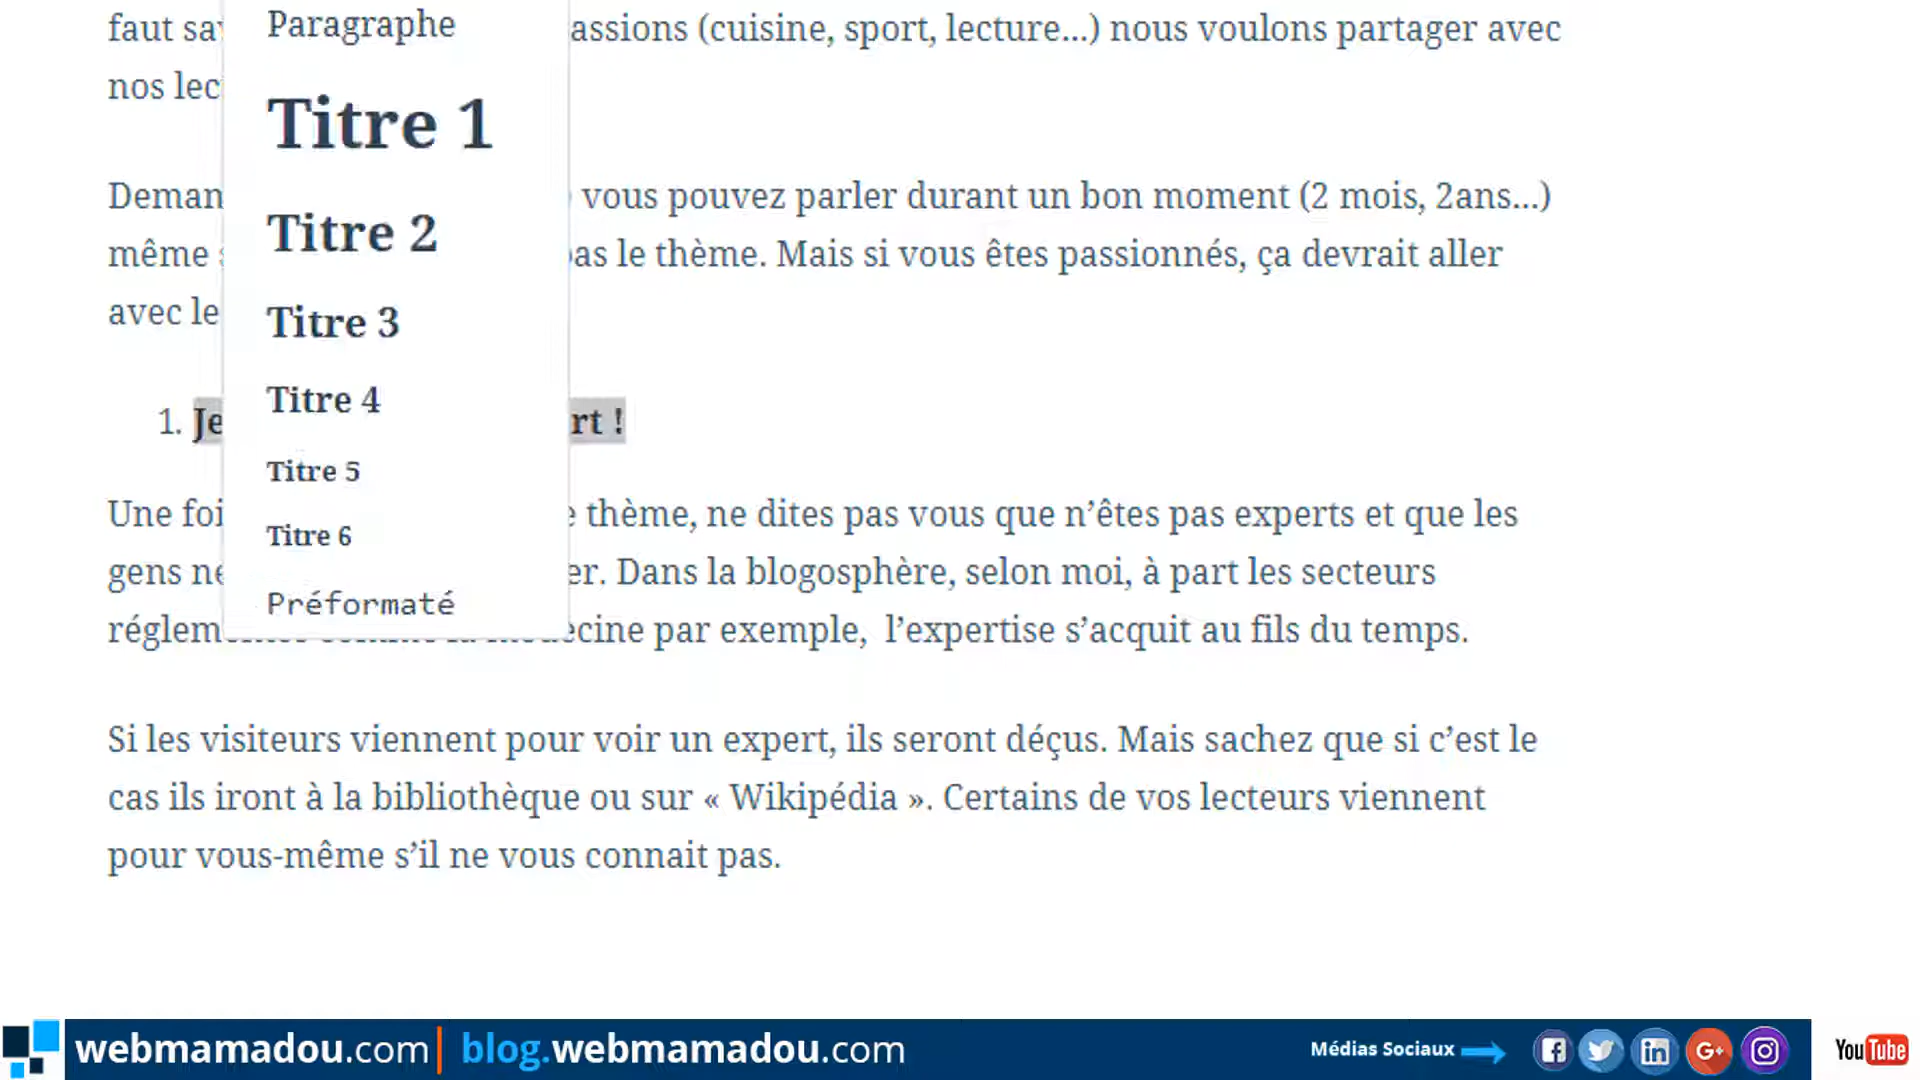 faut sa
Paragraphe
assions (cuisine, sport, lecture…) nous voulons partager avec
nos lec
Titre 1
Deman
vous pouvez parler durant un bon moment (2 mois, 2ans…)
Titre 2
même
as le thème. Mais si vous êtes passionnés, ça devrait aller
avec le
Titre 3
Titre 4
1. Je
rt !
Titre 5
Une foi
thème, ne dites pas vous que n’êtes pas experts et que les
Titre 6
gens ne
er. Dans la blogosphère, selon moi, à part les secteurs
Préformaté
réglem
cine par exemple, l’expertise s’acquit au fils du temps.
Si les visiteurs viennent pour voir un expert, ils seront déçus. Mais sachez que si c’est le
cas ils iront à la bibliothèque ou sur « Wikipédia ». Certains de vos lecteurs viennent
pour vous-même s’il ne vous connait pas.
webmamadou.com | blog.webmamadou.com
Médias Sociaux
YouTube